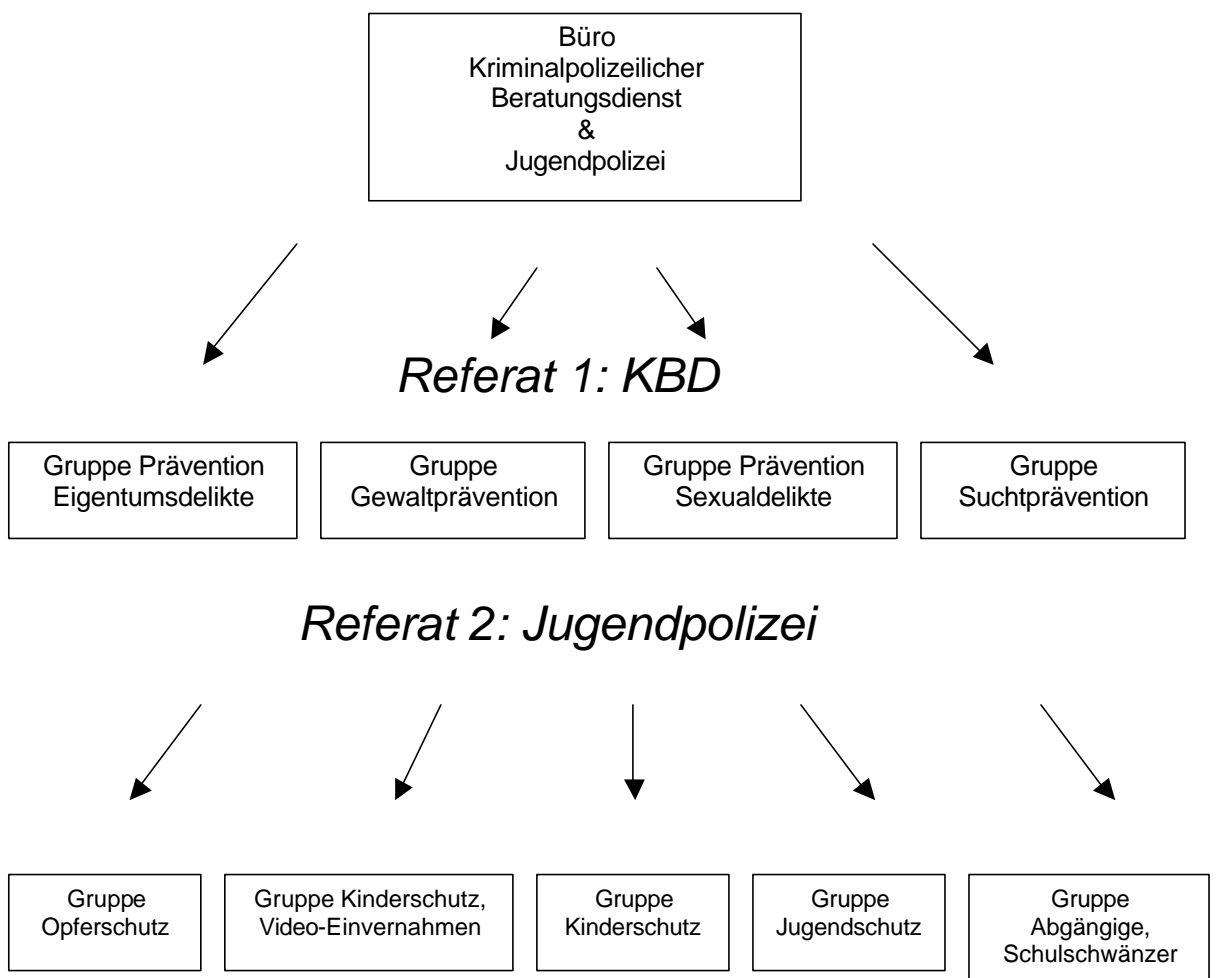 Büro
Kriminalpolizeilicher
Beratungsdienst
&
Jugendpolizei
Referat 1: KBD
Gruppe Prävention
Eigentumsdelikte
Gruppe
Gewaltprävention
Gruppe Prävention
Sexualdelikte
Gruppe
Suchtprävention
Referat 2: Jugendpolizei
Gruppe
Opferschutz
Gruppe Kinderschutz,
Video-Einvernahmen
Gruppe
Kinderschutz
Gruppe
Jugendschutz
Gruppe
Abgängige,
Schulschwänzer